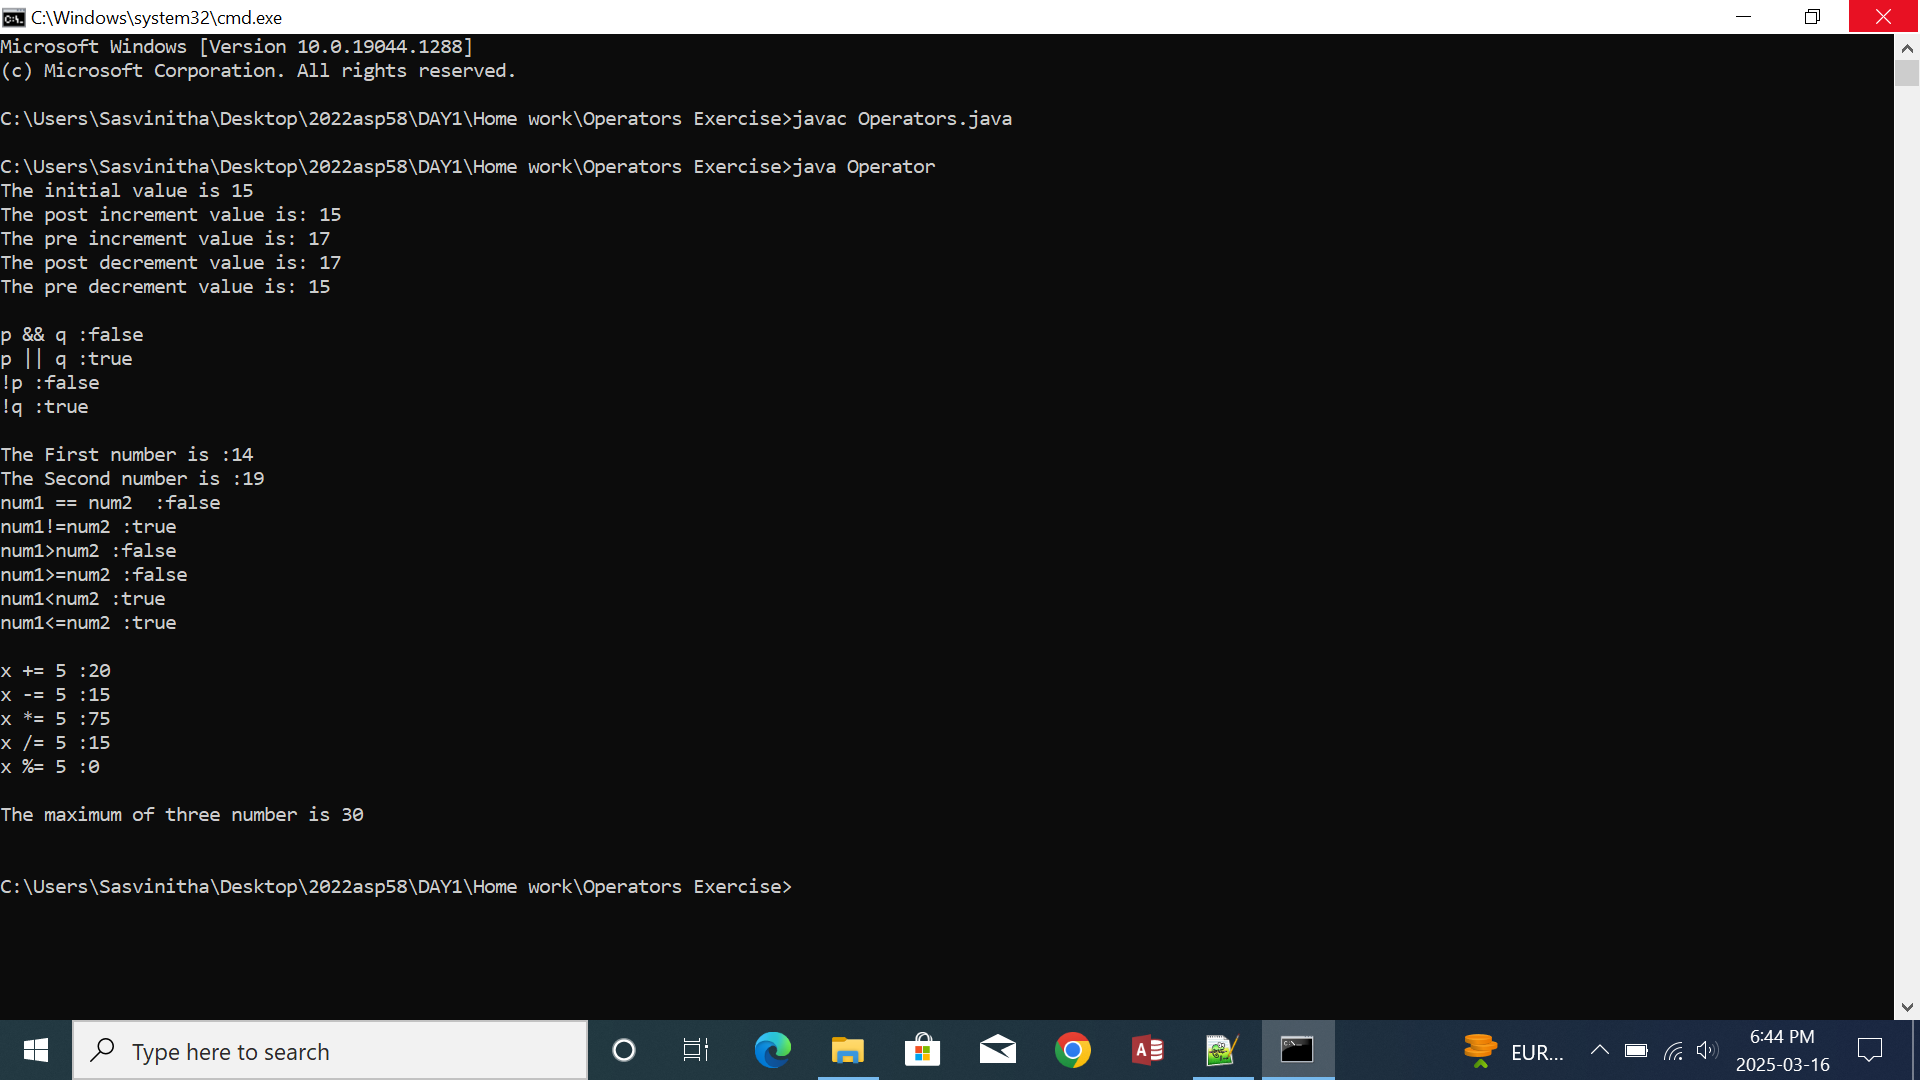 C:\Windows\system32\cmd.exe
Microsoft Windows [Version 10.0.19044.1288]
(c) Microsoft Corporation. All rights reserved.
C:\Users\Sasvinitha\Desktop\2022asp58\DAY1\Home work\Operators Exercise>javac Operators.java
C:\Users\Sasvinitha\Desktop\2022asp58\DAY1\Home work\Operators Exercise>java Operator
The initial value is 15
The post increment value is: 15
The pre increment value is: 17
The post decrement value is: 17
The pre decrement value is: 15
p && q :false
p || q :true
!p :false
!q :true
The First number is :14
The Second number is :19
num1 == num2  :false
num1!=num2 :true
num1>num2 :false
num1>=num2 :false
num1<num2 :true
num1<=num2 :true
x += 5 :20
x -= 5 :15
x *= 5 :75
x /= 5 :15
x %= 5 :0
The maximum of three number is 30
C:\Users\Sasvinitha\Desktop\2022asp58\DAY1\Home work\Operators Exercise>
Type here to search
EUR...
6:44 PM
2025-03-16